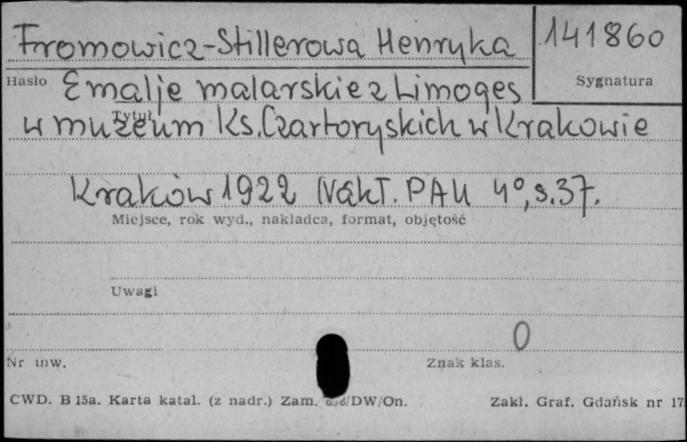 Fromowicz-Stillerowa Henryka
141860
Hasło
Sygnatura
Emalje malarskie z Limoges
Tytuł
w muzeum Ks. Czartoryskich w Krakowie
Kraków 1922 Nakł. PAU 4°, s. 37.
Miejsce, rok wyd., nakładca, format, objętość
Uwagi
0
Nr inw.
Znak klas.
CWD. B 15a. Karta katal. (z nadr.) Zam. /DW/On.
Zakł. Graf. Gdańsk nr 17